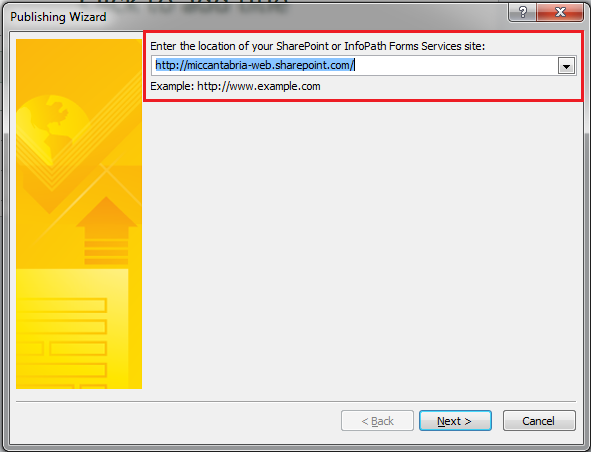 Publishing Wizard
Enter the location of your SharePoint or InfoPath Forms Services site:
http://miccantabria-web.sharepoint.com/
Example: http://www.example.com
< Back
Next >
Cancel